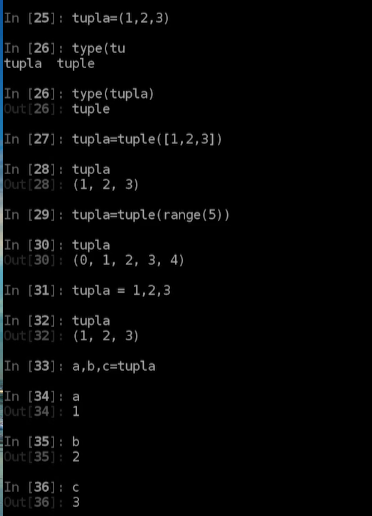 In [25]: tupla=(1,2,3)
In [26]: type(tu
tupla  tuple
In [26]: type(tupla)
Out[26]: tuple
In [27]: tupla=tuple([1,2,3])
In [28]: tupla
Out[28]: (1, 2, 3)
In [29]: tupla=tuple(range(5))
In [30]: tupla
Out[30]: (0, 1, 2, 3, 4)
In [31]: tupla = 1,2,3
In [32]: tupla
Out[32]: (1, 2, 3)
In [33]: a,b,c=tupla
In [34]: a
Out[34]: 1
In [35]: b
Out[35]: 2
In [36]: c
Out[36]: 3